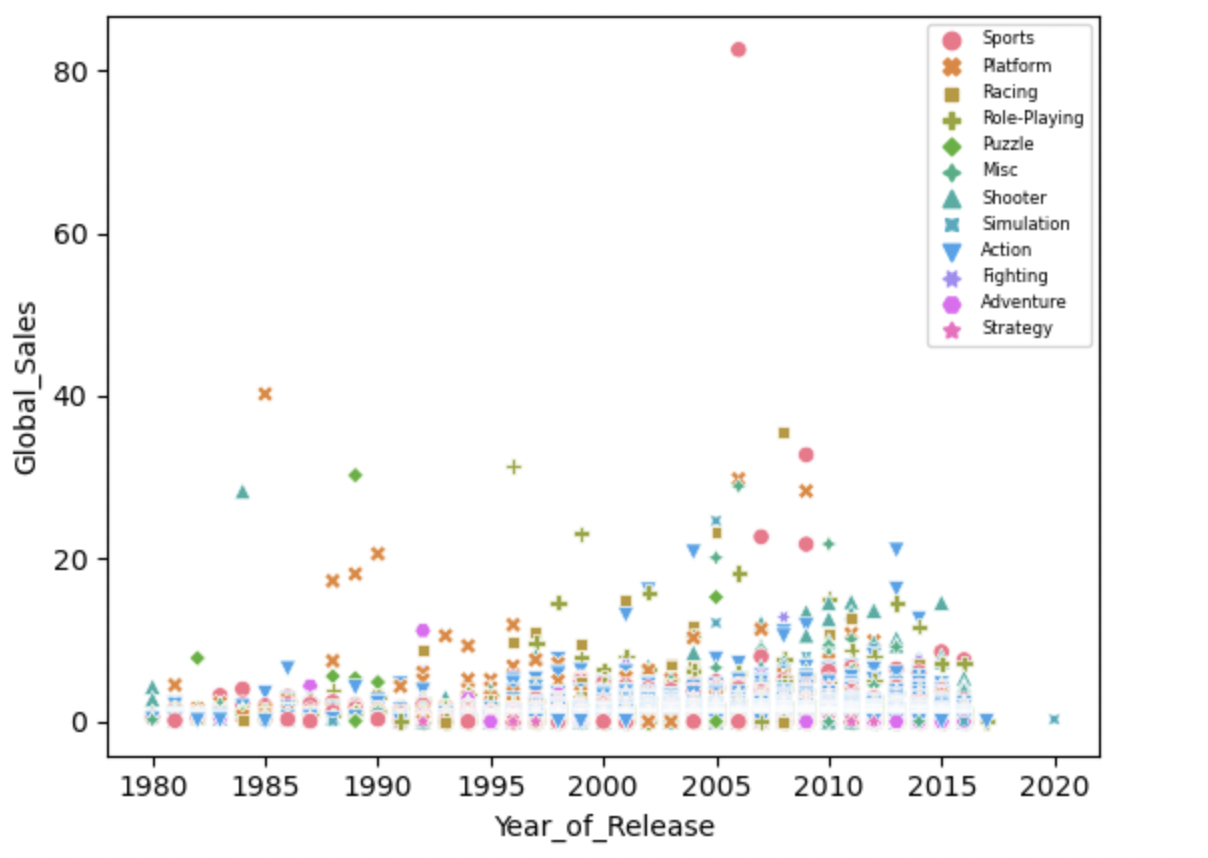 Sports
Platform
Racing
Role-Playing
Puzzle
Misc
Shooter
Simulation
Action
Fighting
Adventure
Strategy
80
60
40
20
0
Global_Sales
1980 1985 1990 1995 2000 2005 2010 2015 2020
Year_of_Release